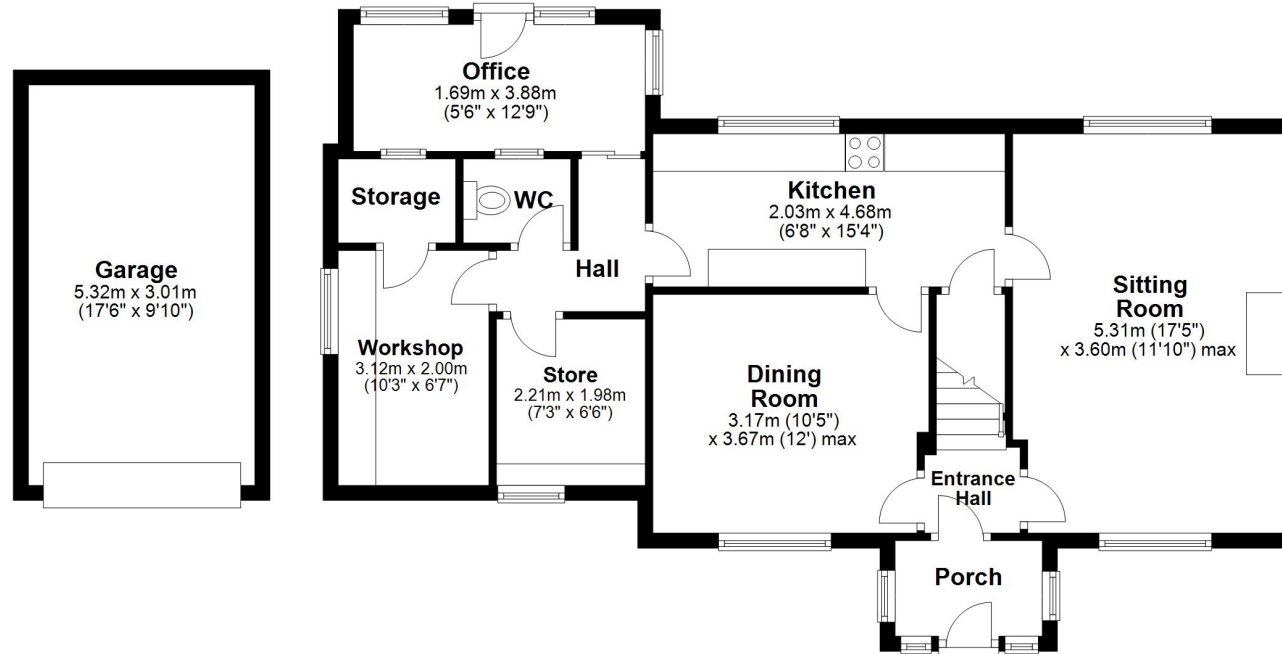 Office
1.69m x 3.88m
(5'6" x 12'9")
Storage
WC
Kitchen
2.03m x 4.68m
(6'8" x 15'4")
Garage
5.32m x 3.01m
(17'6" x 9'10")
Hall
Sitting
Room
5.31m (17'5")
x 3.60m (11'10") max
Workshop
3.12m x 2.00m
(10'3" x 6'7")
Store
2.21m x 1.98m
(7'3" x 6'6")
Dining
Room
3.17m (10'5")
x 3.67m (12') max
Entrance
Hall
Porch